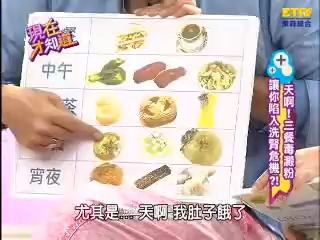 現在才知道
ETTV
東森綜合
中午
宵夜
天啊！三餐毒澱粉
讓你陷入洗腎危機？！
尤其是… 天啊 我肚子餓了